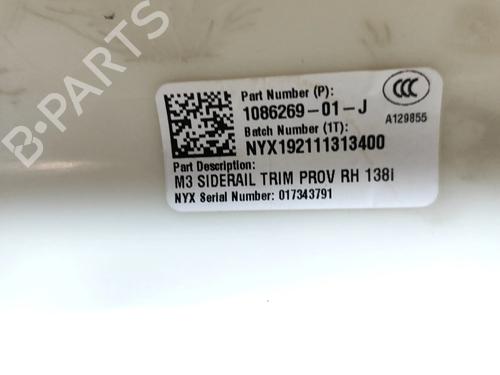 B-PARTS
Part Number (P):
1086269-01-J
A129855
Batch Number (1T):
NYX192111313400
Part Description:
M3 SIDERAIL TRIM PROV RH 138i
NYX Serial Number: 017343791